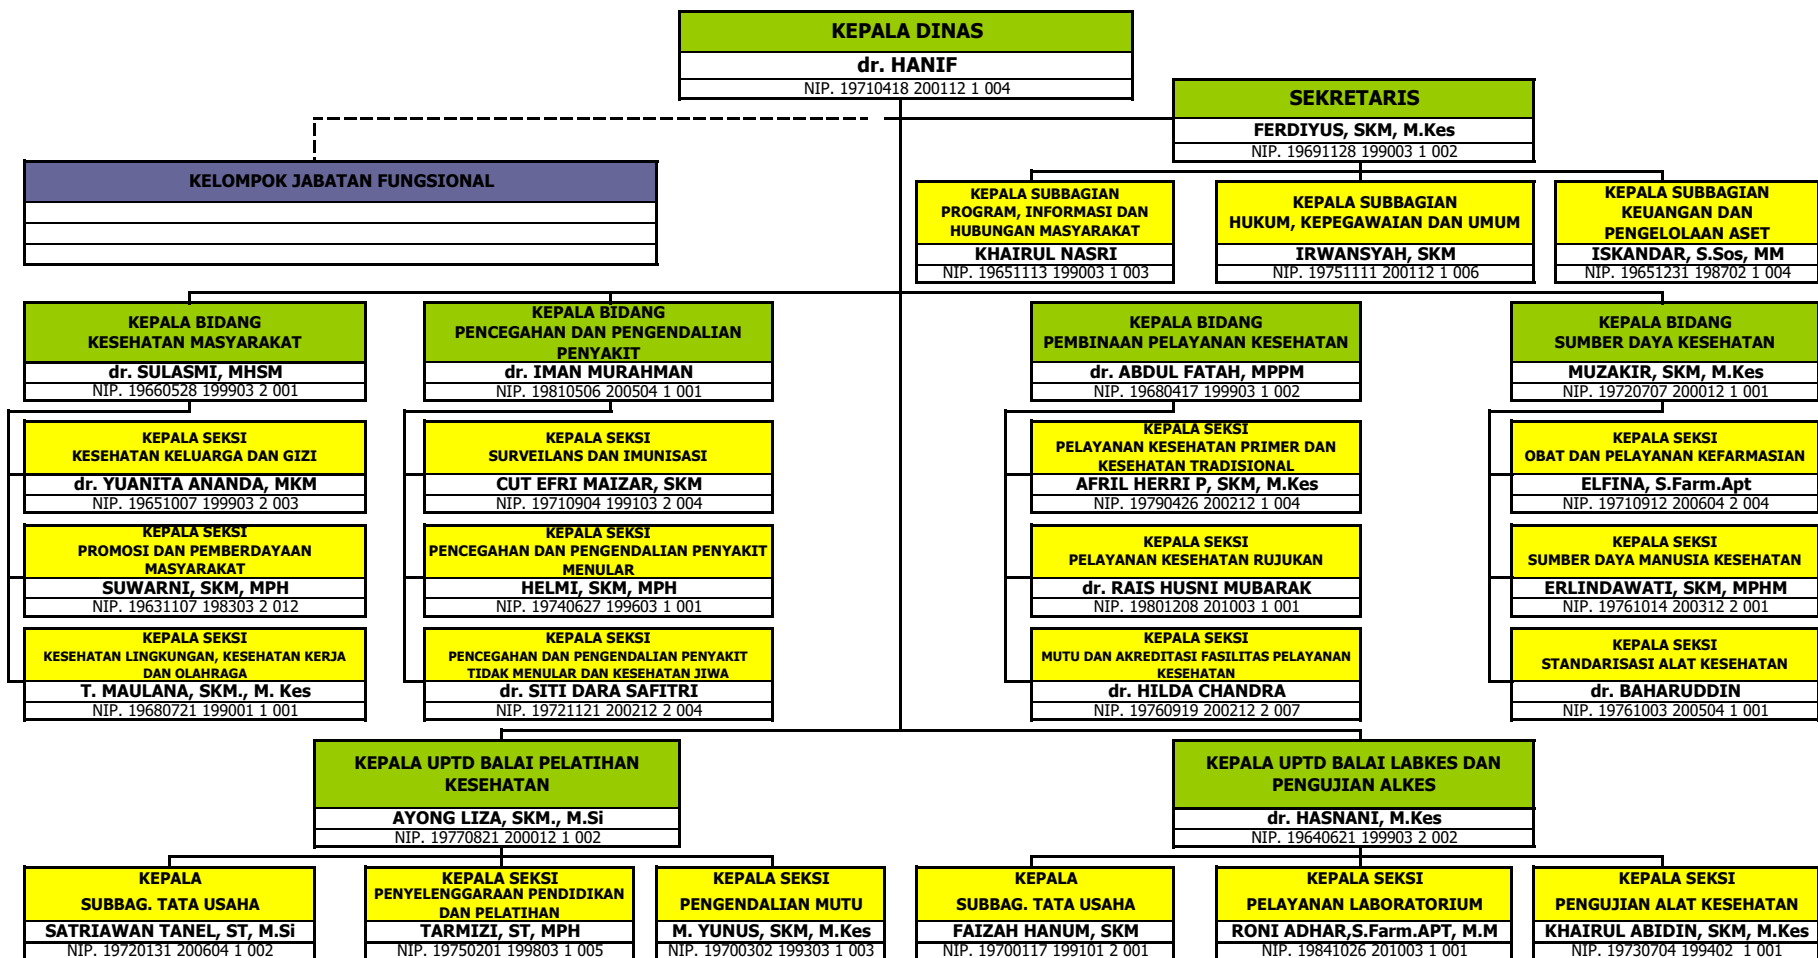 KEPALA DINAS
dr. HANIF
NIP. 19710418 200112 1 004
SEKRETARIS
FERDIYUS, SKM, M.Kes
NIP. 19691128 199003 1 002
KELOMPOK JABATAN FUNGSIONAL
KEPALA SUBBAGIAN
PROGRAM, INFORMASI DAN
HUBUNGAN MASYARAKAT
KHAIRUL NASRI
NIP. 19651113 199003 1 003
KEPALA SUBBAGIAN
HUKUM, KEPEGAWAIAN DAN UMUM
IRWANSYAH, SKM
NIP. 19751111 200112 1 006
KEPALA SUBBAGIAN
KEUANGAN DAN
PENGELOLAAN ASET
ISKANDAR, S.Sos, MM
NIP. 19651231 198702 1 004
KEPALA BIDANG
KESEHATAN MASYARAKAT
dr. SULASMI, MHSM
NIP. 19660528 199903 2 001
KEPALA BIDANG
PENCEGAHAN DAN PENGENDALIAN
PENYAKIT
dr. IMAN MURAHMAN
NIP. 19810506 200504 1 001
KEPALA BIDANG
PEMBINAAN PELAYANAN KESEHATAN
dr. ABDUL FATAH, MPPM
NIP. 19680417 199903 1 002
KEPALA BIDANG
SUMBER DAYA KESEHATAN
MUZAKIR, SKM, M.Kes
NIP. 19720707 200012 1 001
KEPALA SEKSI
KESEHATAN KELUARGA DAN GIZI
dr. YUANITA ANANDA, MKM
NIP. 19651007 199903 2 003
KEPALA SEKSI
SURVEILANS DAN IMUNISASI
CUT EFRI MAIZAR, SKM
NIP. 19710904 199103 2 004
KEPALA SEKSI
PELAYANAN KESEHATAN PRIMER DAN
KESEHATAN TRADISIONAL
AFRIL HERRI P, SKM, M.Kes
NIP. 19790426 200212 1 004
KEPALA SEKSI
OBAT DAN PELAYANAN KEFARMASIAN
ELFINA, S.Farm.Apt
NIP. 19710912 200604 2 004
KEPALA SEKSI
PROMOSI DAN PEMBERDAYAAN
MASYARAKAT
SUWARNI, SKM, MPH
NIP. 19631107 198303 2 012
KEPALA SEKSI
PENCEGAHAN DAN PENGENDALIAN PENYAKIT
MENULAR
HELMI, SKM, MPH
NIP. 19740627 199603 1 001
KEPALA SEKSI
PELAYANAN KESEHATAN RUJUKAN
dr. RAIS HUSNI MUBARAK
NIP. 19801208 201003 1 001
KEPALA SEKSI
SUMBER DAYA MANUSIA KESEHATAN
ERLINDAWATI, SKM, MPHM
NIP. 19761014 200312 2 001
KEPALA SEKSI
KESEHATAN LINGKUNGAN, KESEHATAN KERJA
DAN OLAHRAGA
T. MAULANA, SKM., M. Kes
NIP. 19680721 199001 1 001
KEPALA SEKSI
PENCEGAHAN DAN PENGENDALIAN PENYAKIT
TIDAK MENULAR DAN KESEHATAN JIWA
dr. SITI DARA SAFITRI
NIP. 19721121 200212 2 004
KEPALA SEKSI
MUTU DAN AKREDITASI FASILITAS PELAYANAN
KESEHATAN
dr. HILDA CHANDRA
NIP. 19760919 200212 2 007
KEPALA SEKSI
STANDARISASI ALAT KESEHATAN
dr. BAHARUDDIN
NIP. 19761003 200504 1 001
KEPALA UPTD BALAI PELATIHAN
KESEHATAN
AYONG LIZA, SKM., M.Si
NIP. 19770821 200012 1 002
KEPALA UPTD BALAI LABKES DAN
PENGUJIAN ALKES
dr. HASNANI, M.Kes
NIP. 19640621 199903 2 002
KEPALA
SUBBAG. TATA USAHA
SATRIAWAN TANEL, ST, M.Si
NIP. 19720131 200604 1 002
KEPALA SEKSI
PENYELENGGARAAN PENDIDIKAN
DAN PELATIHAN
TARMIZI, ST, MPH
NIP. 19750201 199803 1 005
KEPALA SEKSI
PENGENDALIAN MUTU
M. YUNUS, SKM, M.Kes
NIP. 19700302 199303 1 003
KEPALA
SUBBAG. TATA USAHA
FAIZAH HANUM, SKM
NIP. 19700117 199101 2 001
KEPALA SEKSI
PELAYANAN LABORATORIUM
RONI ADHAR,S.Farm.APT, M.M
NIP. 19841026 201003 1 001
KEPALA SEKSI
PENGUJIAN ALAT KESEHATAN
KHAIRUL ABIDIN, SKM, M.Kes
NIP. 19730704 199402 1 001